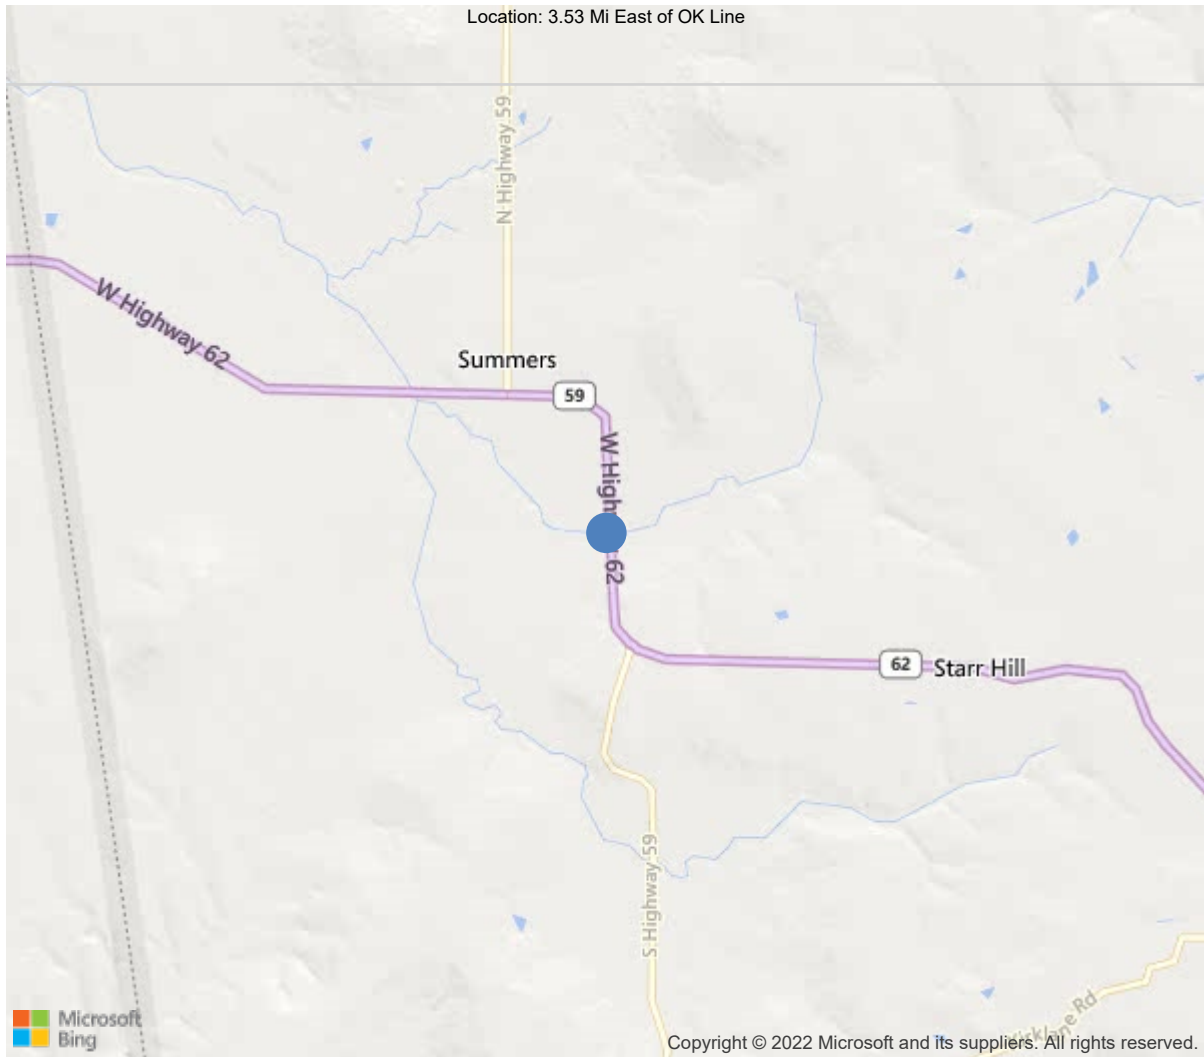 Location: 3.53 Mi East of OK Line
N Highway 59
W Highway 62
Summers
59
W High
62
62
Starr Hill
S Highway 59
Microsoft
Bing
Copyright © 2022 Microsoft and its suppliers. All rights reserved.